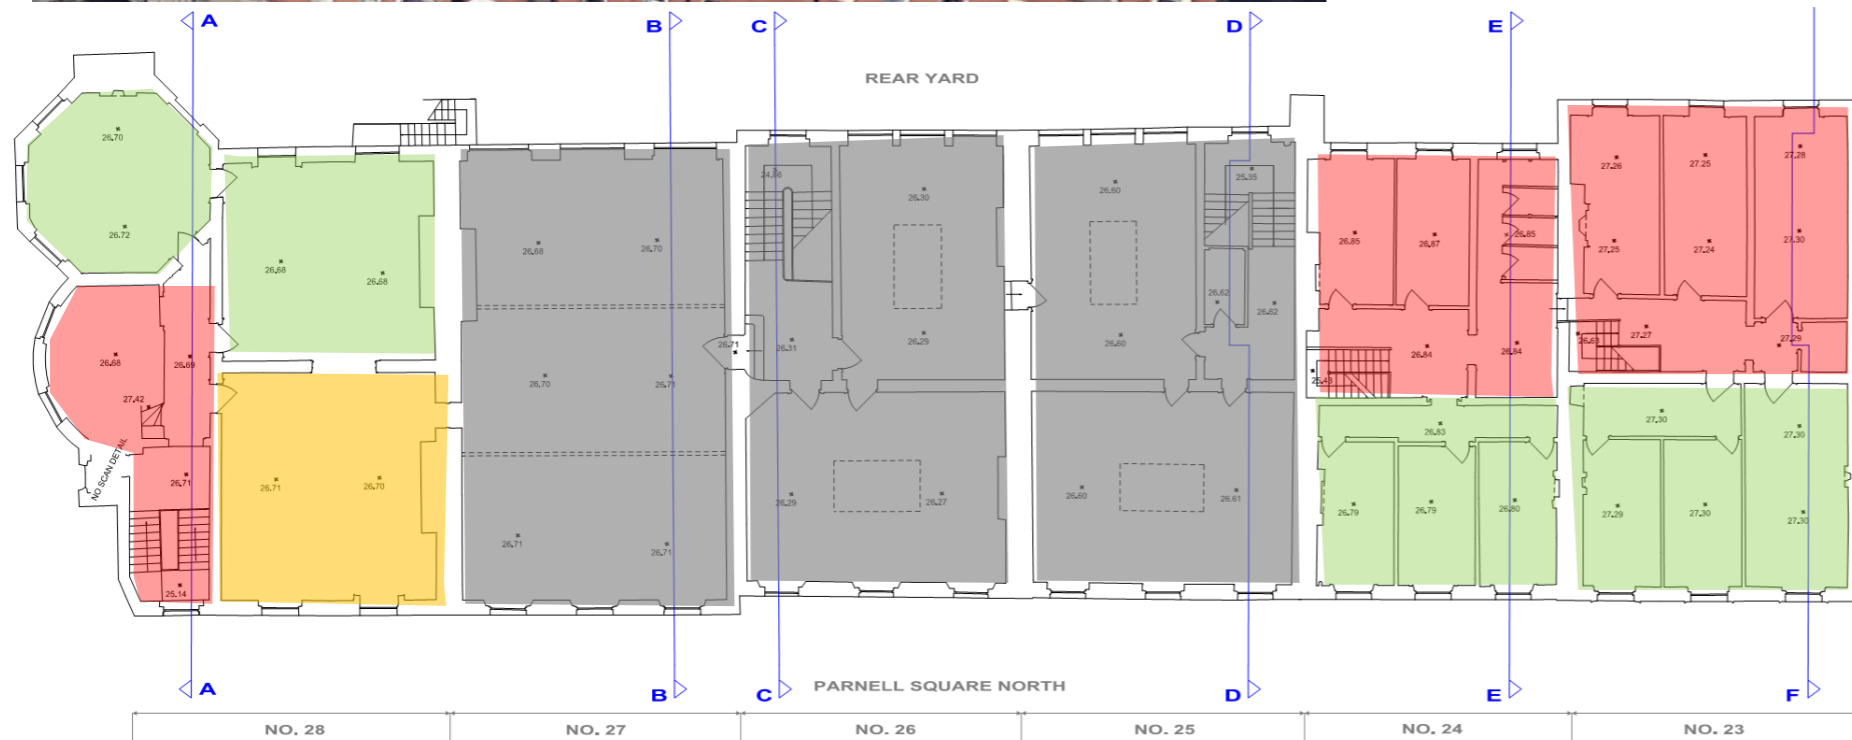 A
B
C
D
E
REAR YARD
26.70
26.72
26.68
26.68
26.68
26.70
24.86
26.30
26.60
25.35
26.85
26.87
26.85
27.26
27.25
27.28
27.25
27.24
27.30
26.62
26.62
26.68
26.69
26.71
26.31
26.29
26.60
26.84
26.84
26.63
27.27
27.29
26.70
26.71
25.43
27.42
NO SCAN DETAIL
26.71
26.71
26.70
26.29
26.27
26.60
26.61
26.83
26.79
26.79
26.80
27.30
27.30
27.29
27.30
27.30
26.71
26.71
25.14
A
B
C
D
E
F
PARNELL SQUARE NORTH
NO. 28
NO. 27
NO. 26
NO. 25
NO. 24
NO. 23